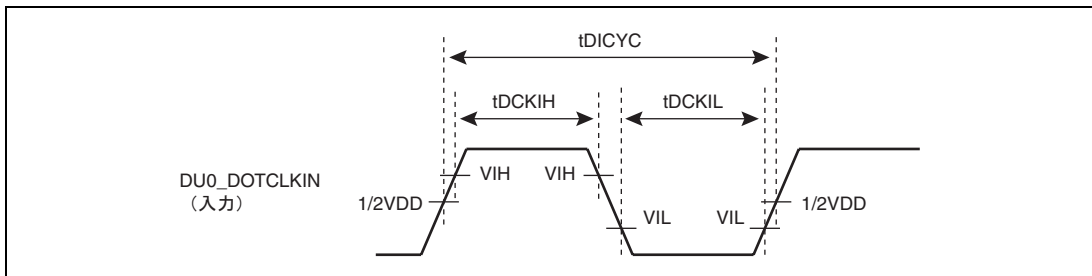 tDICYC
tDCKIH
tDCKIL
DU0_DOTCLKIN
（入力）
VIH
VIH
1/2VDD
VIL
VIL
1/2VDD